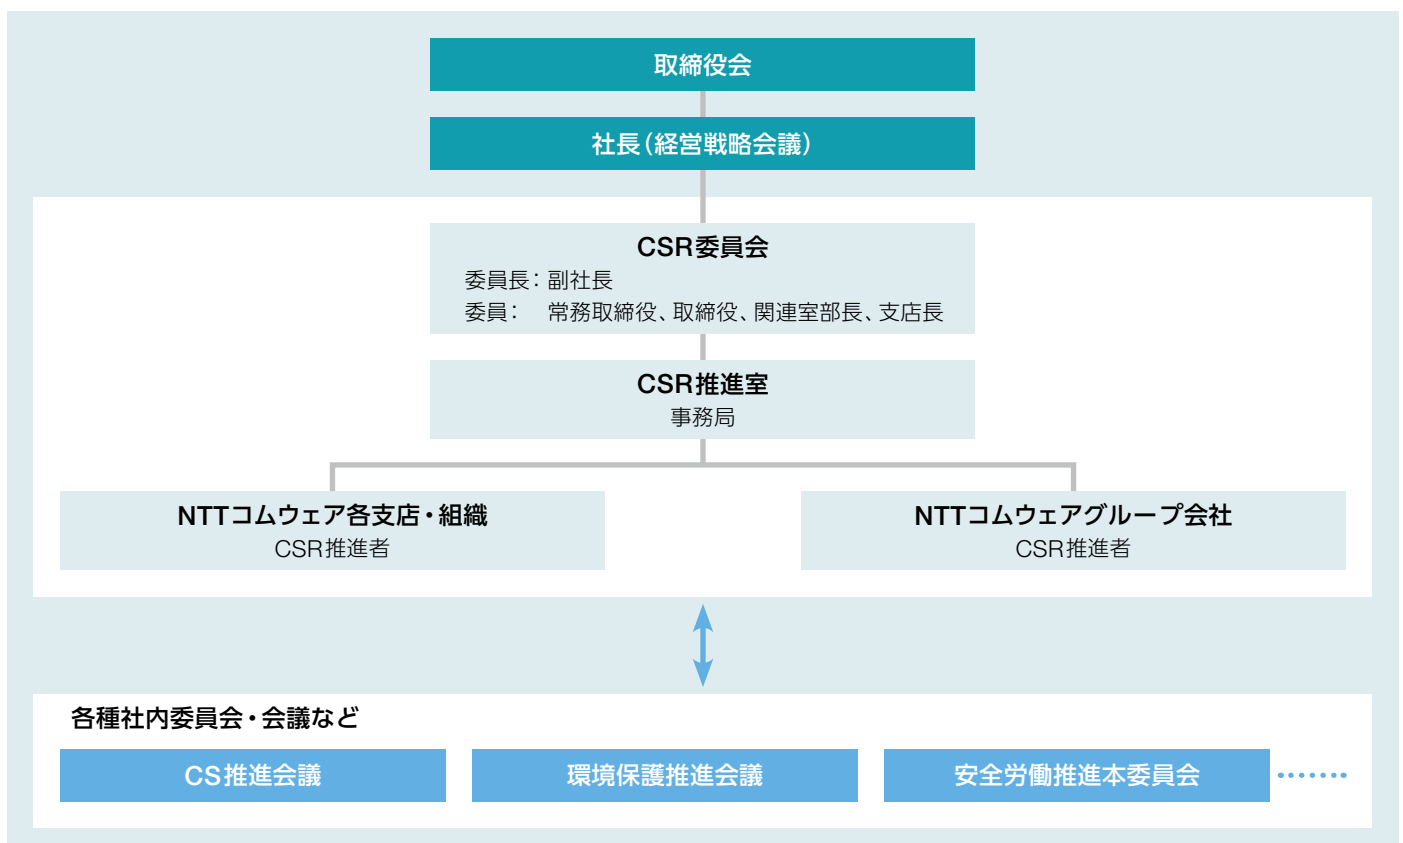 取締役会
社長(経営戦略会議)
CSR委員会
委員長：副社長
委員：　常務取締役、取締役、関連室部長、支店長
CSR推進室
事務局
NTTコムウェア各支店・組織
CSR推進者
NTTコムウェアグループ会社
CSR推進者
各種社内委員会・会議など
CS推進会議
環境保護推進会議
安全労働推進本委員会